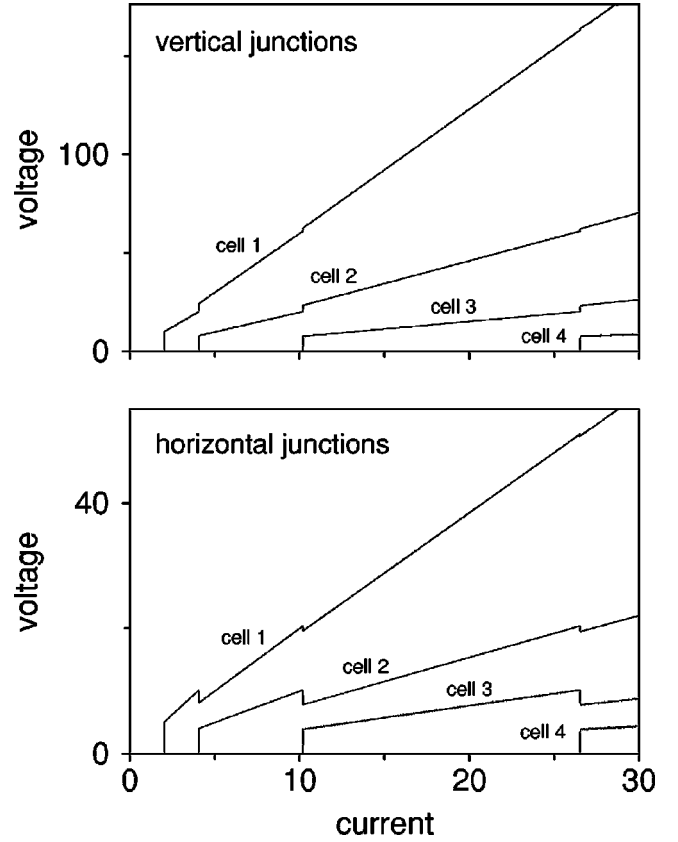 vertical junctions
voltage
100
0
cell 1
cell 2
cell 3
cell 4
horizontal junctions
voltage
40
0
cell 1
cell 2
cell 3
cell 4
0 10 20 30
current